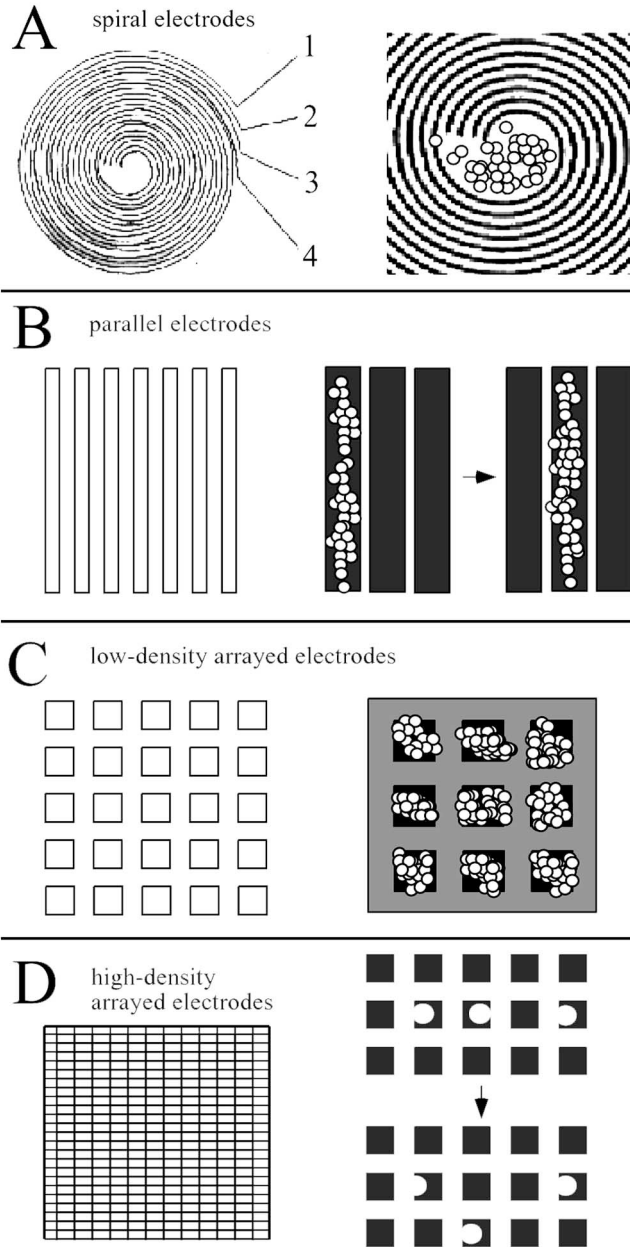 A
spiral electrodes
1
2
3
4
B
parallel electrodes
C
low-density arrayed electrodes
D
high-density
arrayed electrodes